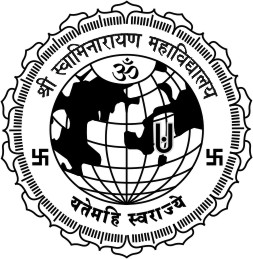 श्री स्वामिनारायण महाविद्यालय
ॐ
यतेमहि स्वराज्ये